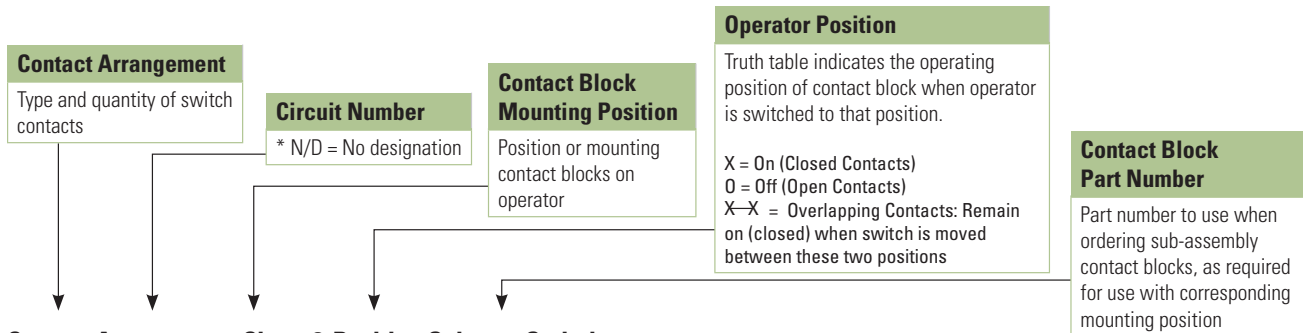 Contact Arrangement
Type and quantity of switch
contacts
Circuit Number
* N/D = No designation
Contact Block
Mounting Position
Position or mounting
contact blocks on
operator
Operator Position
Truth table indicates the operating
position of contact block when operator
is switched to that position.
X = On (Closed Contacts)
O = Off (Open Contacts)
X—X = Overlapping Contacts: Remain
on (closed) when switch is moved
between these two positions
Contact Block
Part Number
Part number to use when
ordering sub-assembly
contact blocks, as required
for use with corresponding
mounting position